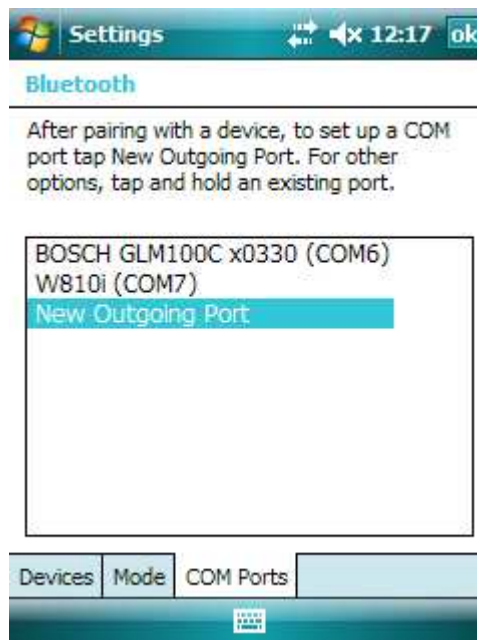 Settings 12:17 ok
Bluetooth
After pairing with a device, to set up a COM
port tap New Outgoing Port. For other
options, tap and hold an existing port.
BOSCH GLM100C x0330 (COM6)
W810i (COM7)
New Outgoing Port
Devices Mode COM Ports